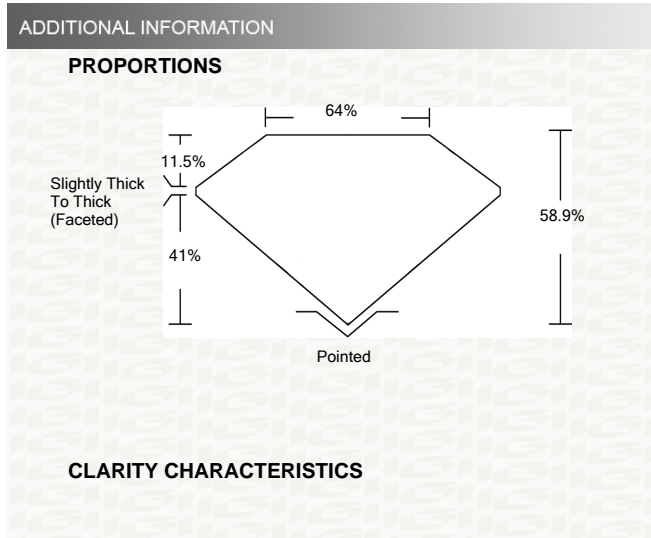 ADDITIONAL INFORMATION
PROPORTIONS
64%
11.5%
Slightly Thick
To Thick
(Faceted)
58.9%
41%
Pointed
CLARITY CHARACTERISTICS